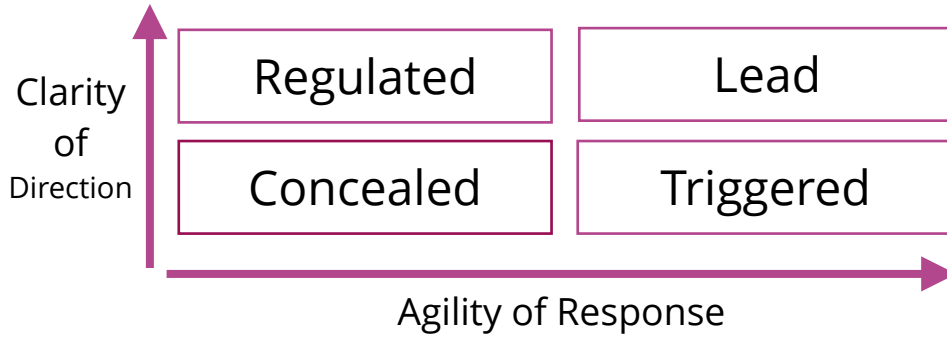 Clarity
of
Direction
Regulated
Lead
Concealed
Triggered
Agility of Response